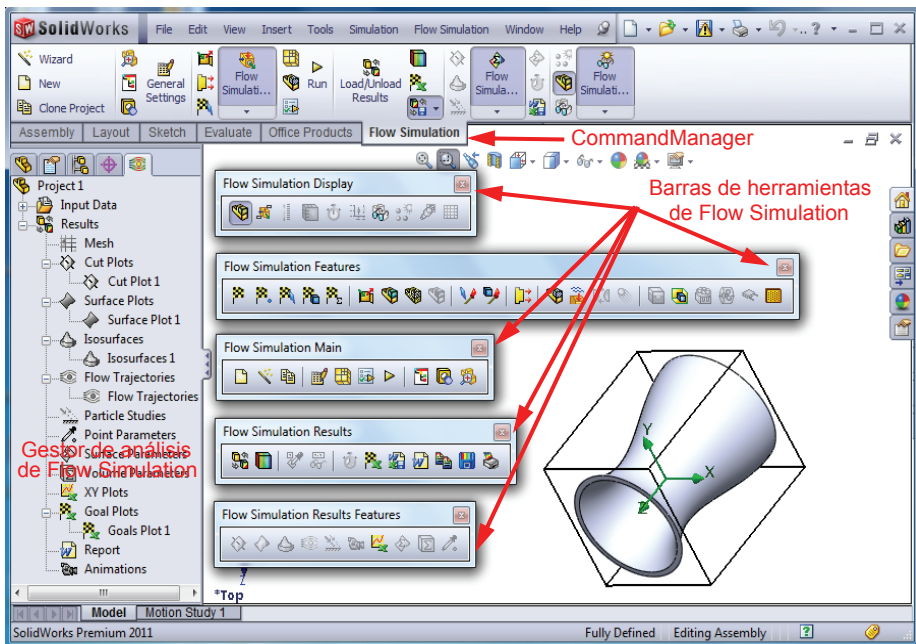 SolidWorks File Edit View Insert Tools Simulation Flow Simulation Window Help
Wizard
New
Clone Project
General Settings
Flow Simulati...
Run
Load/Unload Results
Flow Simula...
Flow Simulati...
Assembly Layout Sketch Evaluate Office Products Flow Simulation
CommandManager
Barras de herramientas
de Flow Simulation
Project 1
Input Data
Results
Mesh
Cut Plots
Cut Plot 1
Surface Plots
Surface Plot 1
Isosurfaces
Isosurfaces 1
Flow Trajectories
Flow Trajectories
Particle Studies
Point Parameters
Surface Parameters
Volume Parameters
XY Plots
Goal Plots
Goals Plot 1
Report
Animations
Gestor de análisis
de Flow Simulation
Flow Simulation Display
Flow Simulation Features
Flow Simulation Main
Flow Simulation Results
Flow Simulation Results Features
Y
X
Z
*Top
Model Motion Study 1
SolidWorks Premium 2011 Fully Defined Editing Assembly